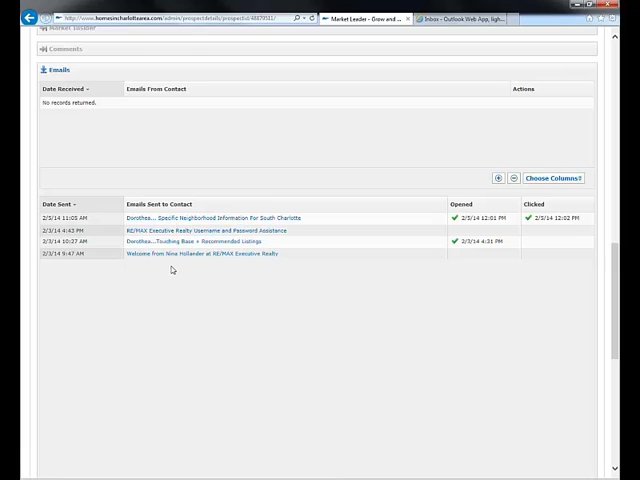 http://www.homesincharlottearea.com/admin/prospectdetails/prospectid/48879311/
Market Leader - Grow and ...
Inbox - Outlook Web App, ligh...
Market Insider
Comments
Emails
Date Received Emails From Contact Actions
No records returned.
Choose Columns
Date Sent Emails Sent to Contact Opened Clicked
2/5/14 11:05 AM Dorothea... Specific Neighborhood Information For South Charlotte 2/5/14 12:01 PM 2/5/14 12:02 PM
2/3/14 4:43 PM RE/MAX Executive Realty Username and Password Assistance
2/3/14 10:27 AM Dorothea...Touching Base + Recommended Listings 2/3/14 4:31 PM
2/3/14 9:47 AM Welcome from Nina Hollander at RE/MAX Executive Realty